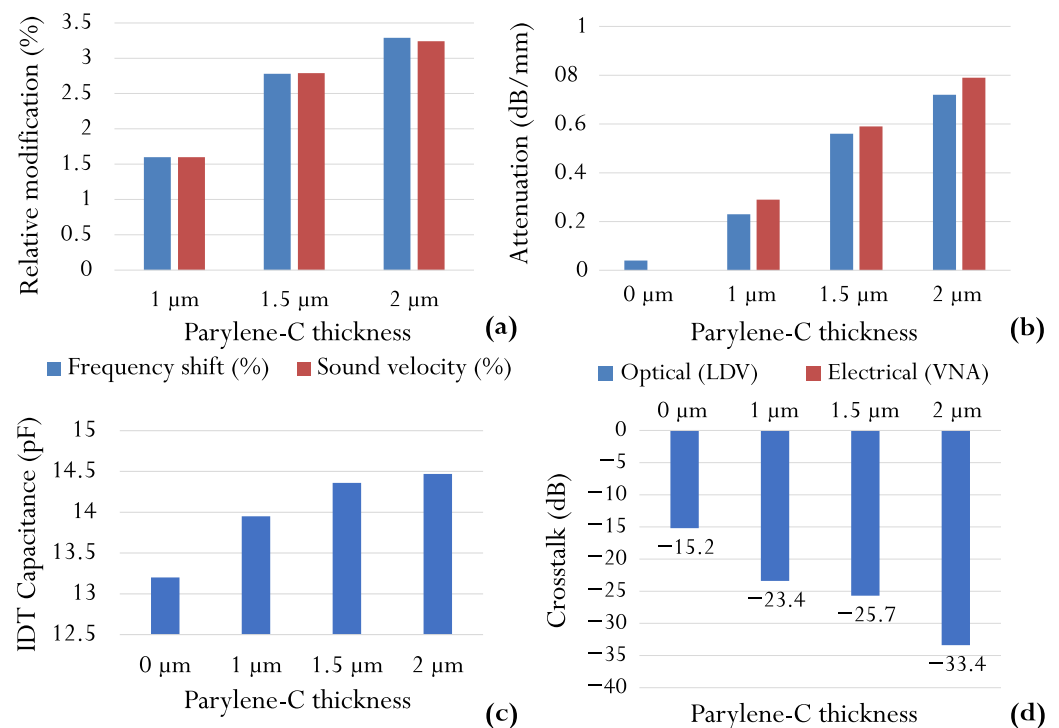 Relative modification (%)
3.5
3
2.5
2
1.5
1
0.5
0
1 µm 1.5 µm 2 µm
Parylene-C thickness
(a)
Frequency shift (%) Sound velocity (%)
Attenuation (dB/mm)
1
0.8
0.6
0.4
0.2
0
0 µm 1 µm 1.5 µm 2 µm
Parylene-C thickness
(b)
Optical (LDV) Electrical (VNA)
IDT Capacitance (pF)
15
14.5
14
13.5
13
12.5
0 µm 1 µm 1.5 µm 2 µm
Parylene-C thickness
(c)
0 µm 1 µm 1.5 µm 2 µm
Crosstalk (dB)
0
−5
−10
−15
−20
−25
−30
−35
−40
−15.2
−23.4
−25.7
−33.4
Parylene-C thickness
(d)